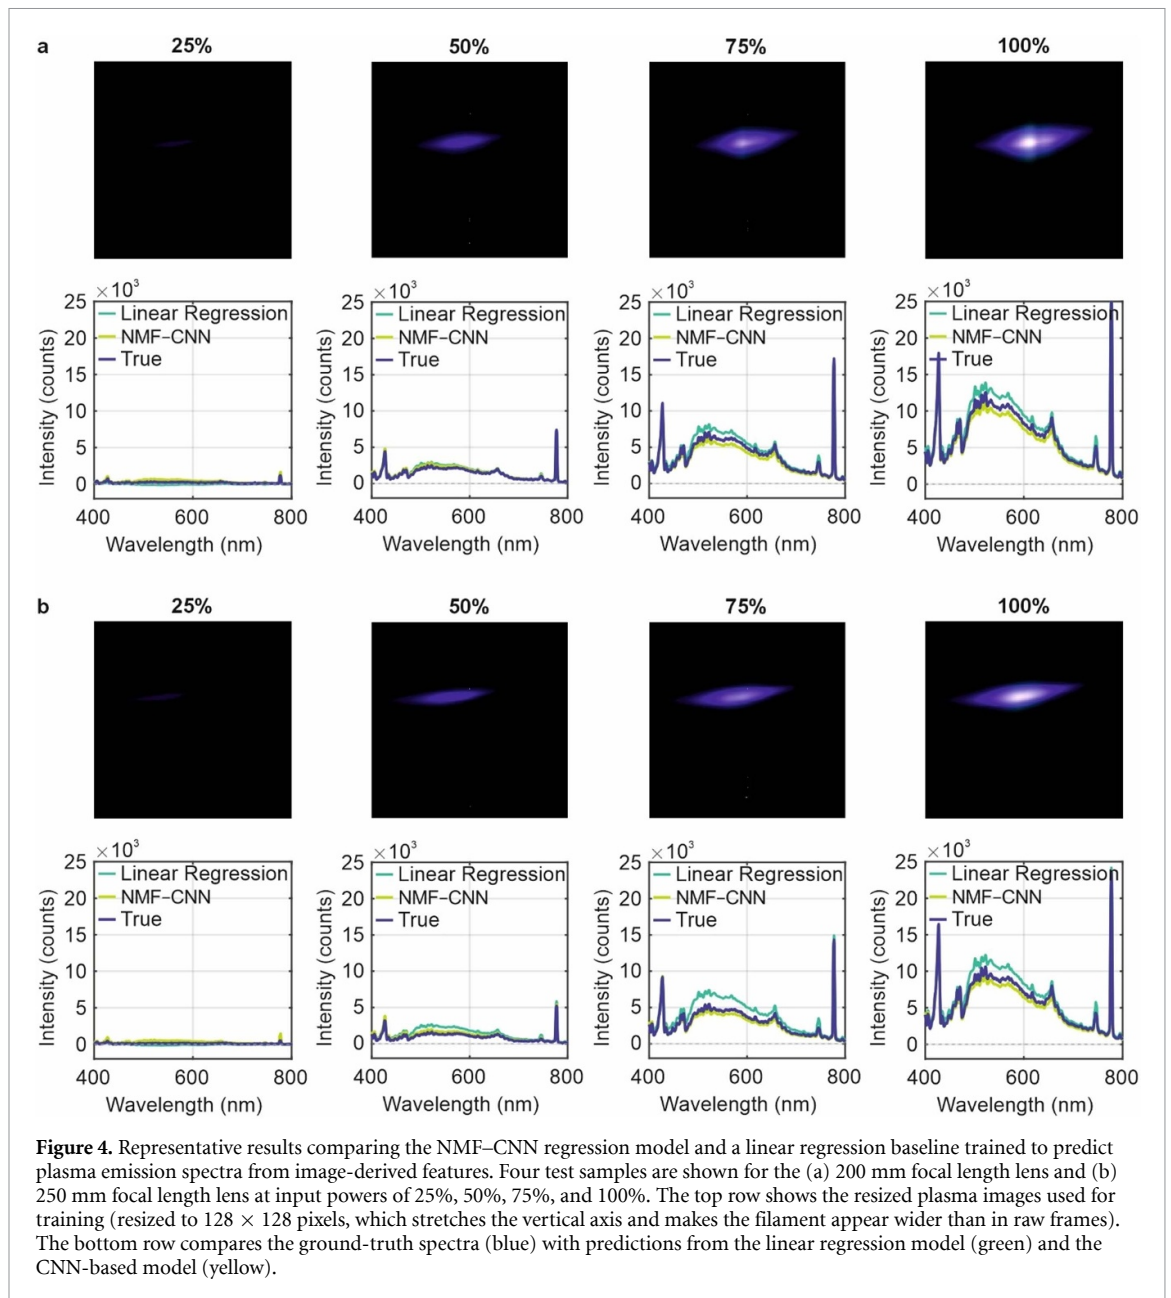 a
25% 50% 75% 100%
×10³ ×10³ ×10³ ×10³
25 25 25 25
Linear Regression Linear Regression Linear Regression Linear Regression
20 NMF–CNN 20 NMF–CNN 20 NMF–CNN 20 NMF–CNN
True True True True
15 15 15 15
10 10 10 10
5 5 5 5
0 0 0 0
Intensity (counts) Intensity (counts) Intensity (counts) Intensity (counts)
400 600 800 400 600 800 400 600 800 400 600 800
Wavelength (nm) Wavelength (nm) Wavelength (nm) Wavelength (nm)
b
25% 50% 75% 100%
×10³ ×10³ ×10³ ×10³
25 25 25 25
Linear Regression Linear Regression Linear Regression Linear Regression
20 NMF–CNN 20 NMF–CNN 20 NMF–CNN 20 NMF–CNN
True True True True
15 15 15 15
10 10 10 10
5 5 5 5
0 0 0 0
Intensity (counts) Intensity (counts) Intensity (counts) Intensity (counts)
400 600 800 400 600 800 400 600 800 400 600 800
Wavelength (nm) Wavelength (nm) Wavelength (nm) Wavelength (nm)
Figure 4. Representative results comparing the NMF–CNN regression model and a linear regression baseline trained to predict
plasma emission spectra from image-derived features. Four test samples are shown for the (a) 200 mm focal length lens and (b)
250 mm focal length lens at input powers of 25%, 50%, 75%, and 100%. The top row shows the resized plasma images used for
training (resized to 128 × 128 pixels, which stretches the vertical axis and makes the filament appear wider than in raw frames).
The bottom row compares the ground-truth spectra (blue) with predictions from the linear regression model (green) and the
CNN-based model (yellow).